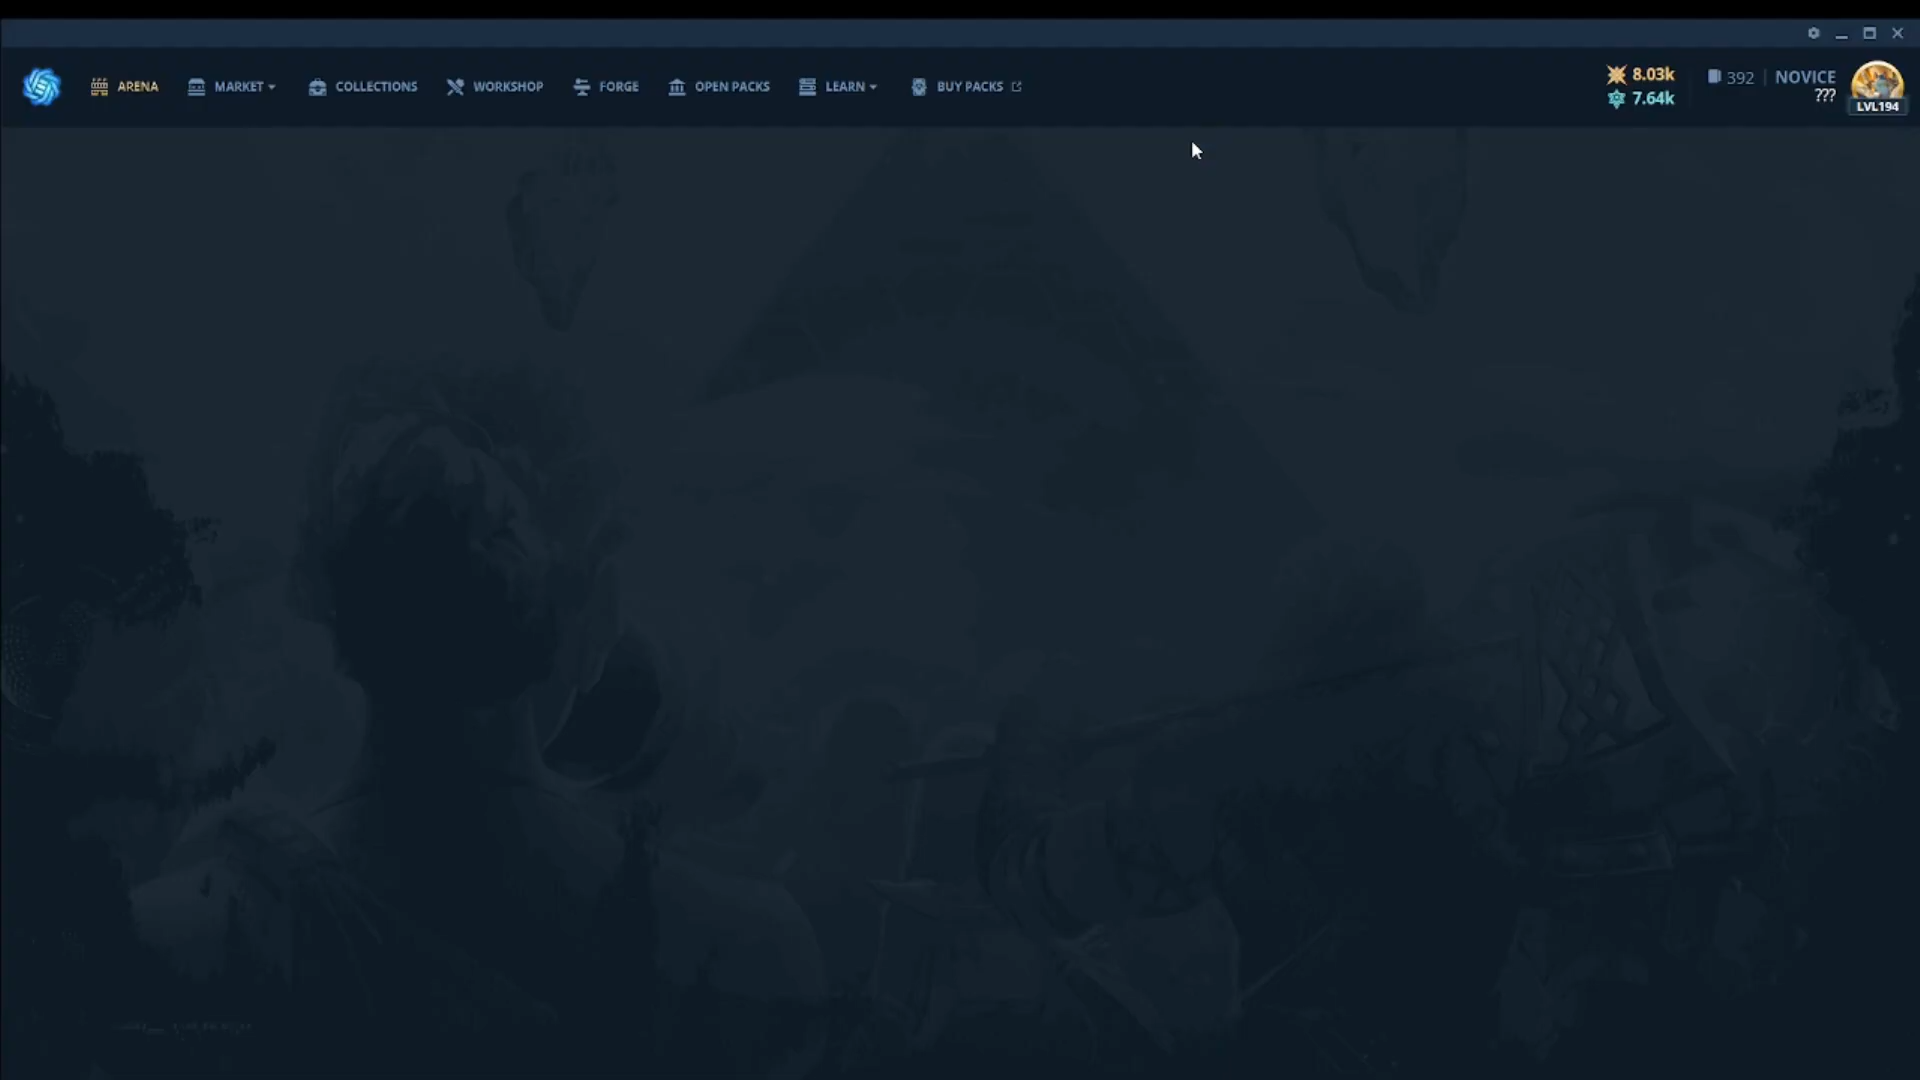 ARENA MARKET COLLECTIONS WORKSHOP FORGE OPEN PACKS LEARN BUY PACKS
8.03k
7.64k
392 NOVICE
???
LVL194